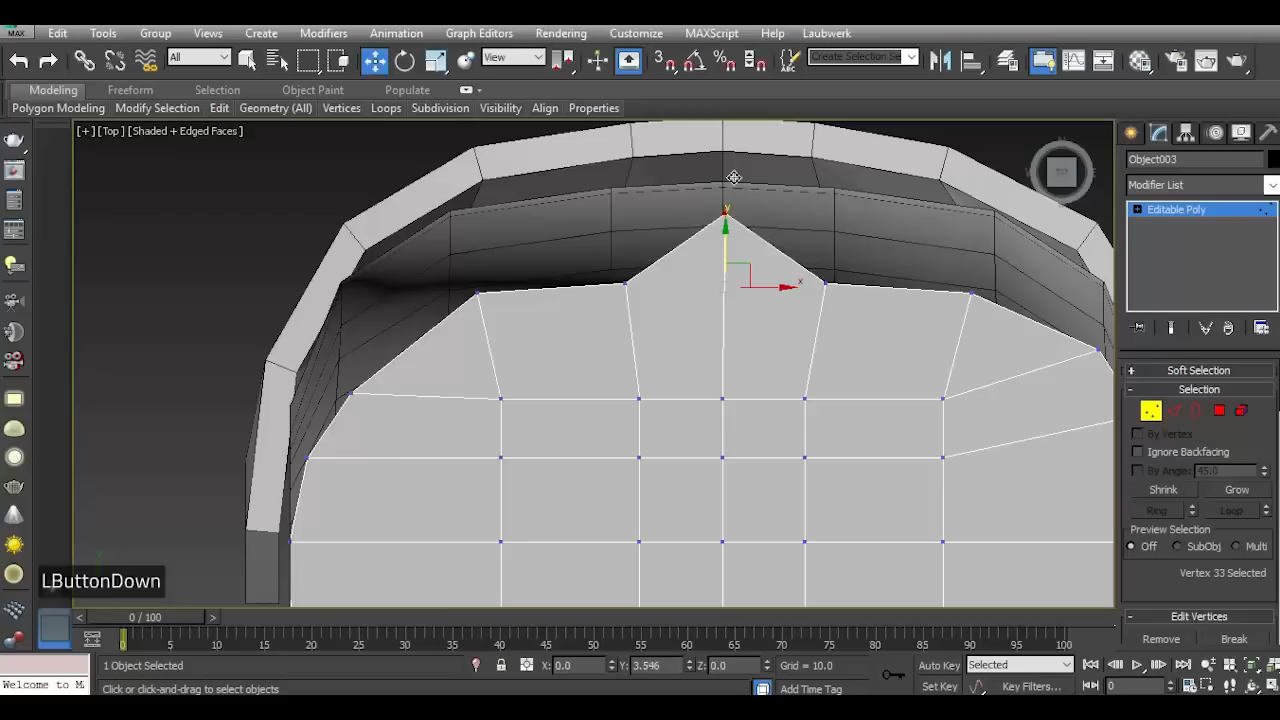 MAX Edit Tools Group Views Create Modifiers Animation Graph Editors Rendering Customize MAXScript Help Laubwerk
All View 3 ABC Create Selection Se
Modeling Freeform Selection Object Paint Populate
Polygon Modeling Modify Selection Edit Geometry (All) Vertices Loops Subdivision Visibility Align Properties
[+] [Top] [Shaded + Edged Faces]
Object003
Modifier List
Editable Poly
y
x
Soft Selection
Selection
By Vertex
Ignore Backfacing
By Angle: 45.0
Shrink Grow
Ring Loop
Preview Selection
Off SubObj Multi
Vertex 33 Selected
LButtonDown
Edit Vertices
Remove Break
< 0 / 100 >
0 5 10 15 20 25 30 35 40 45 50 55 60 65 70 75 80 85 90 95 100
1 Object Selected X: 0.0 Y: 3.546 Z: 0.0 Grid = 10.0 Auto Key Selected
Welcome to M Click or click-and-drag to select objects Add Time Tag Set Key Key Filters... 0